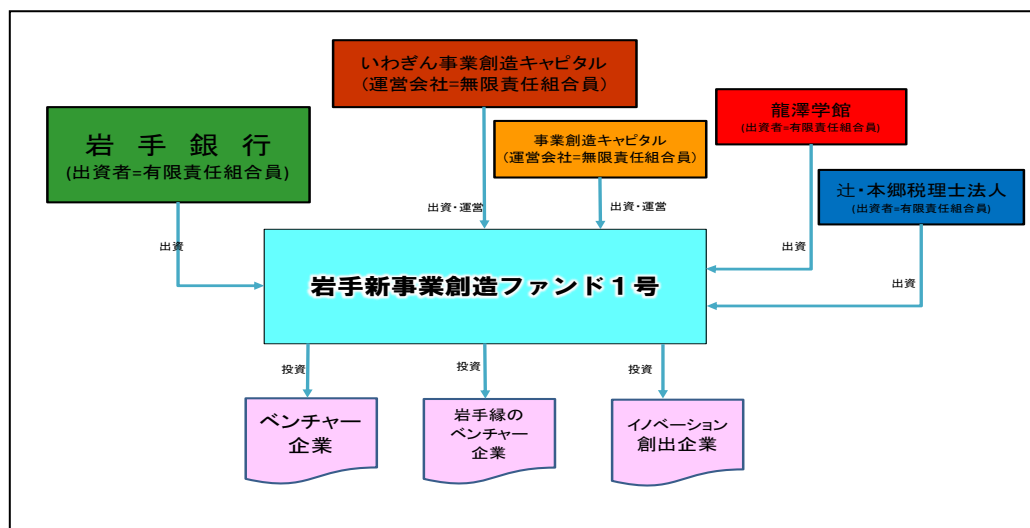 いわぎん事業創造キャピタル
(運営会社=無限責任組合員)
岩手銀行
(出資者=有限責任組合員)
事業創造キャピタル
(運営会社=無限責任組合員)
龍澤学館
(出資者=有限責任組合員)
辻・本郷税理士法人
(出資者=有限責任組合員)
出資・運営
出資・運営
出資
出資
出資
岩手新事業創造ファンド1号
投資
投資
投資
ベンチャー
企業
岩手縁の
ベンチャー
企業
イノベーション
創出企業